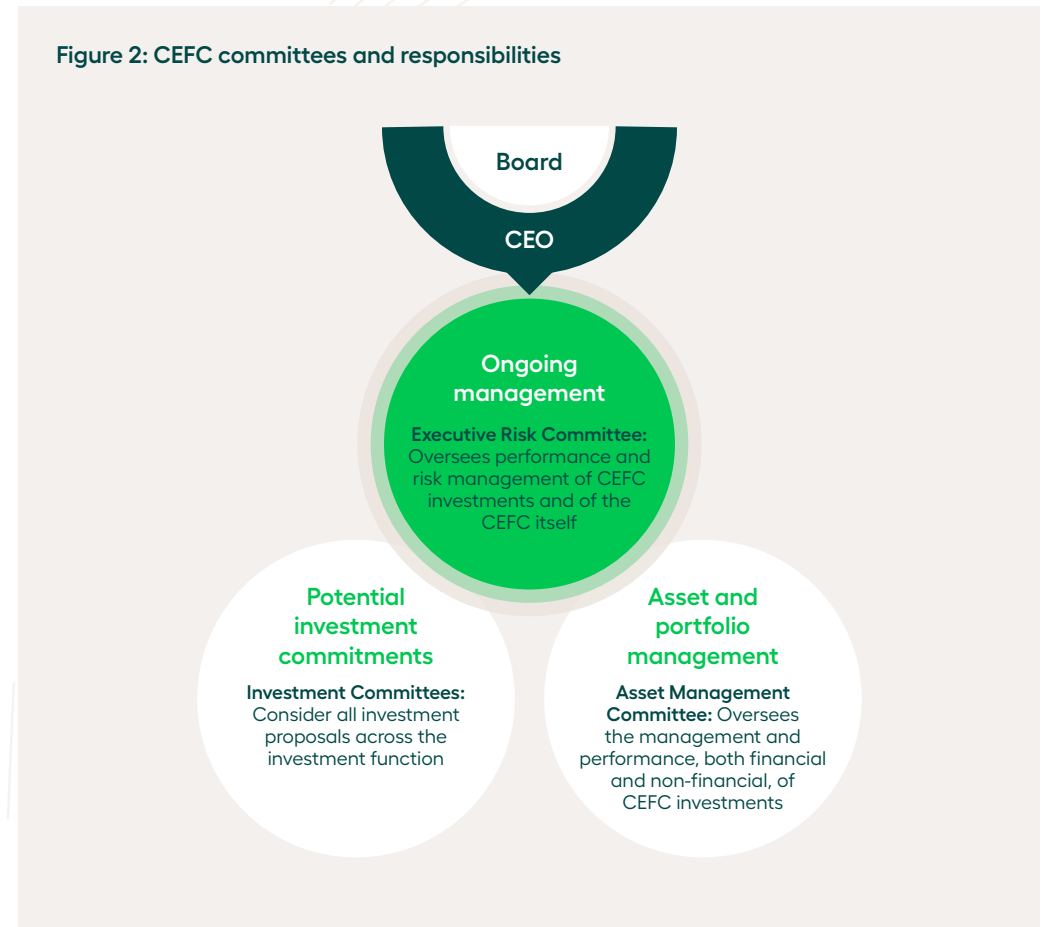 Figure 2: CEFC committees and responsibilities
Board
CEO
Ongoing
management
Executive Risk Committee:
Oversees performance and
risk management of CEFC
investments and of the
CEFC itself
Potential
investment
commitments
Investment Committees:
Consider all investment
proposals across the
investment function
Asset and
portfolio
management
Asset Management
Committee: Oversees
the management and
performance, both financial
and non-financial, of
CEFC investments